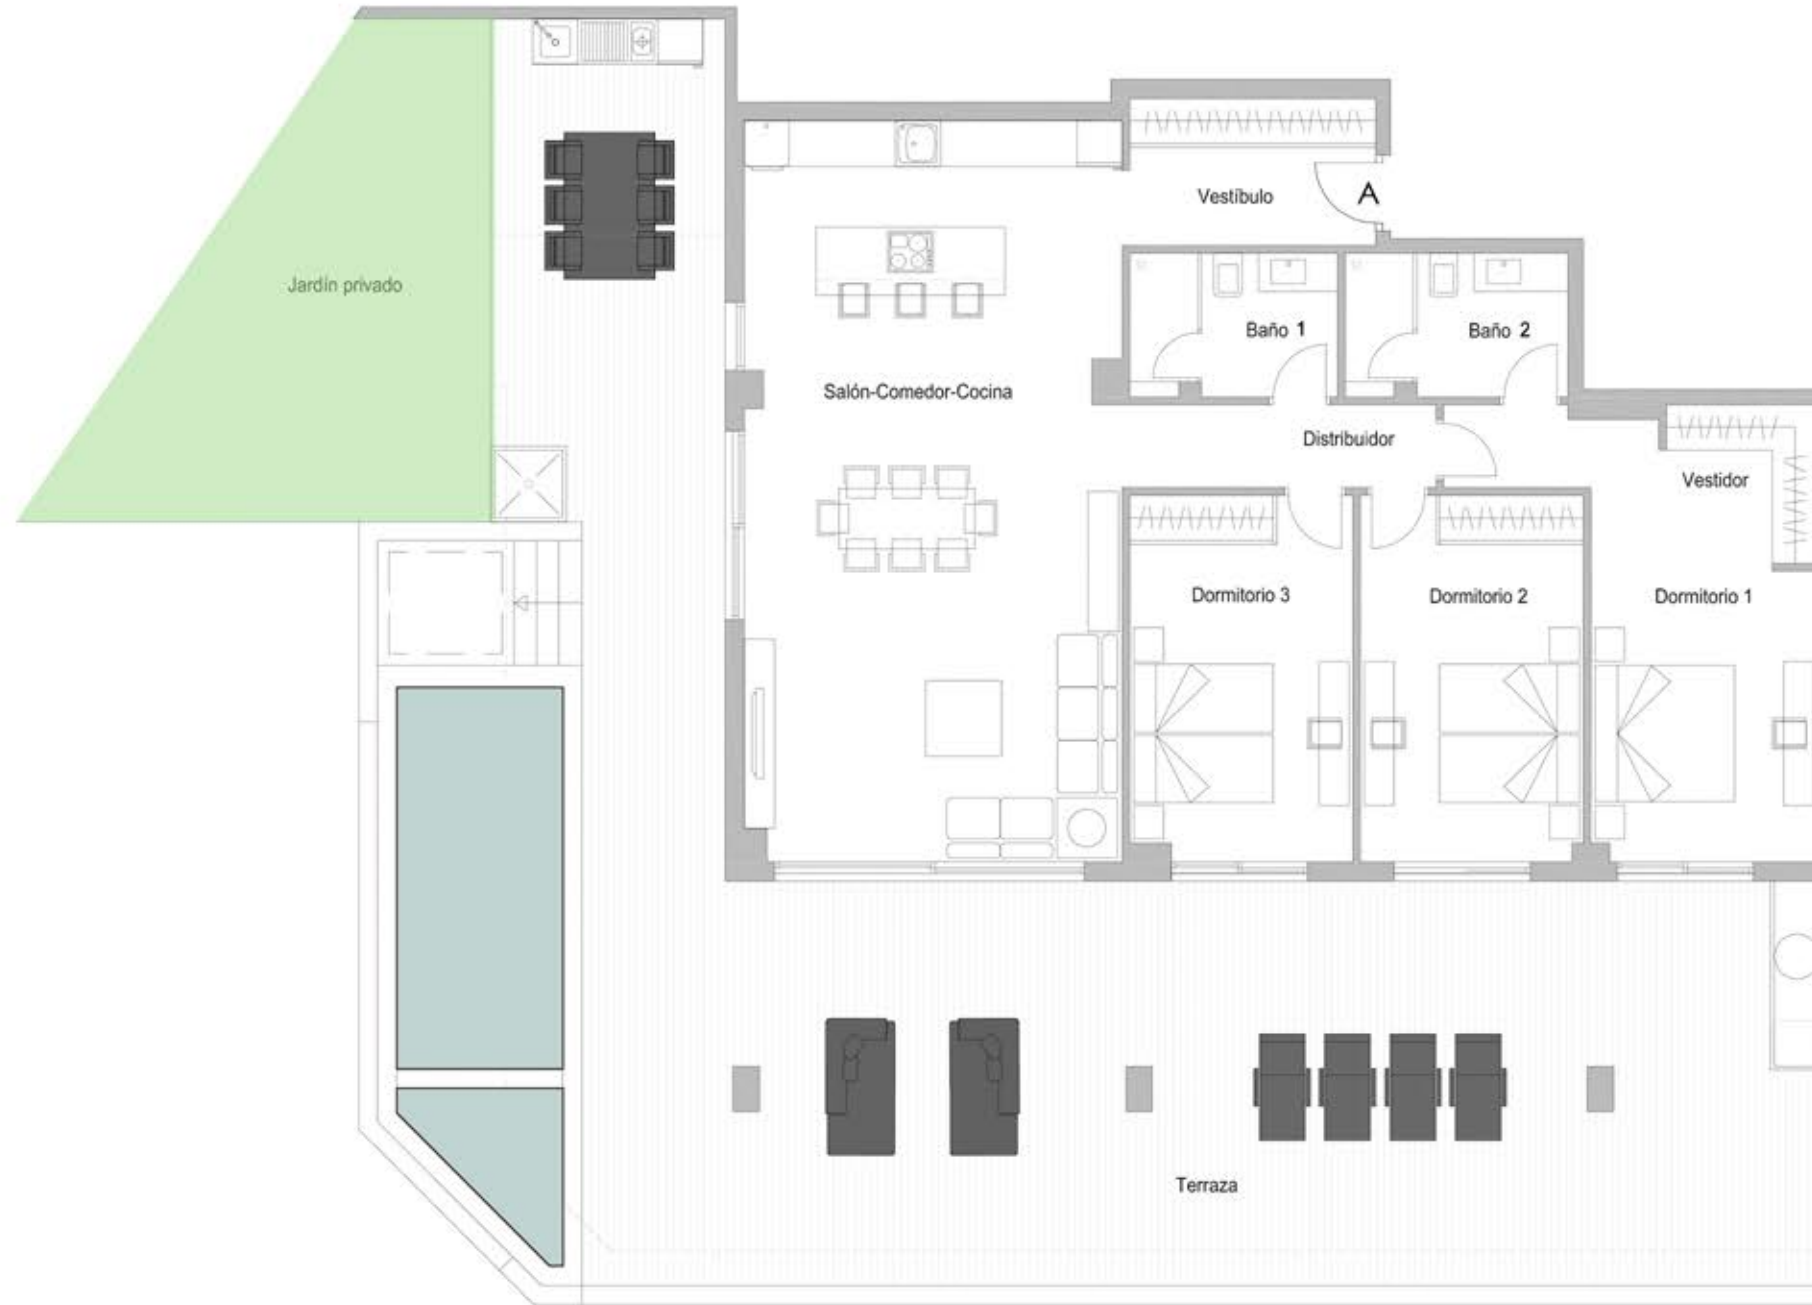 Vestíbulo
A
Jardín privado
Baño 1
Baño 2
Salón-Comedor-Cocina
Distribuidor
Vestidor
Dormitorio 3
Dormitorio 2
Dormitorio 1
Terraza